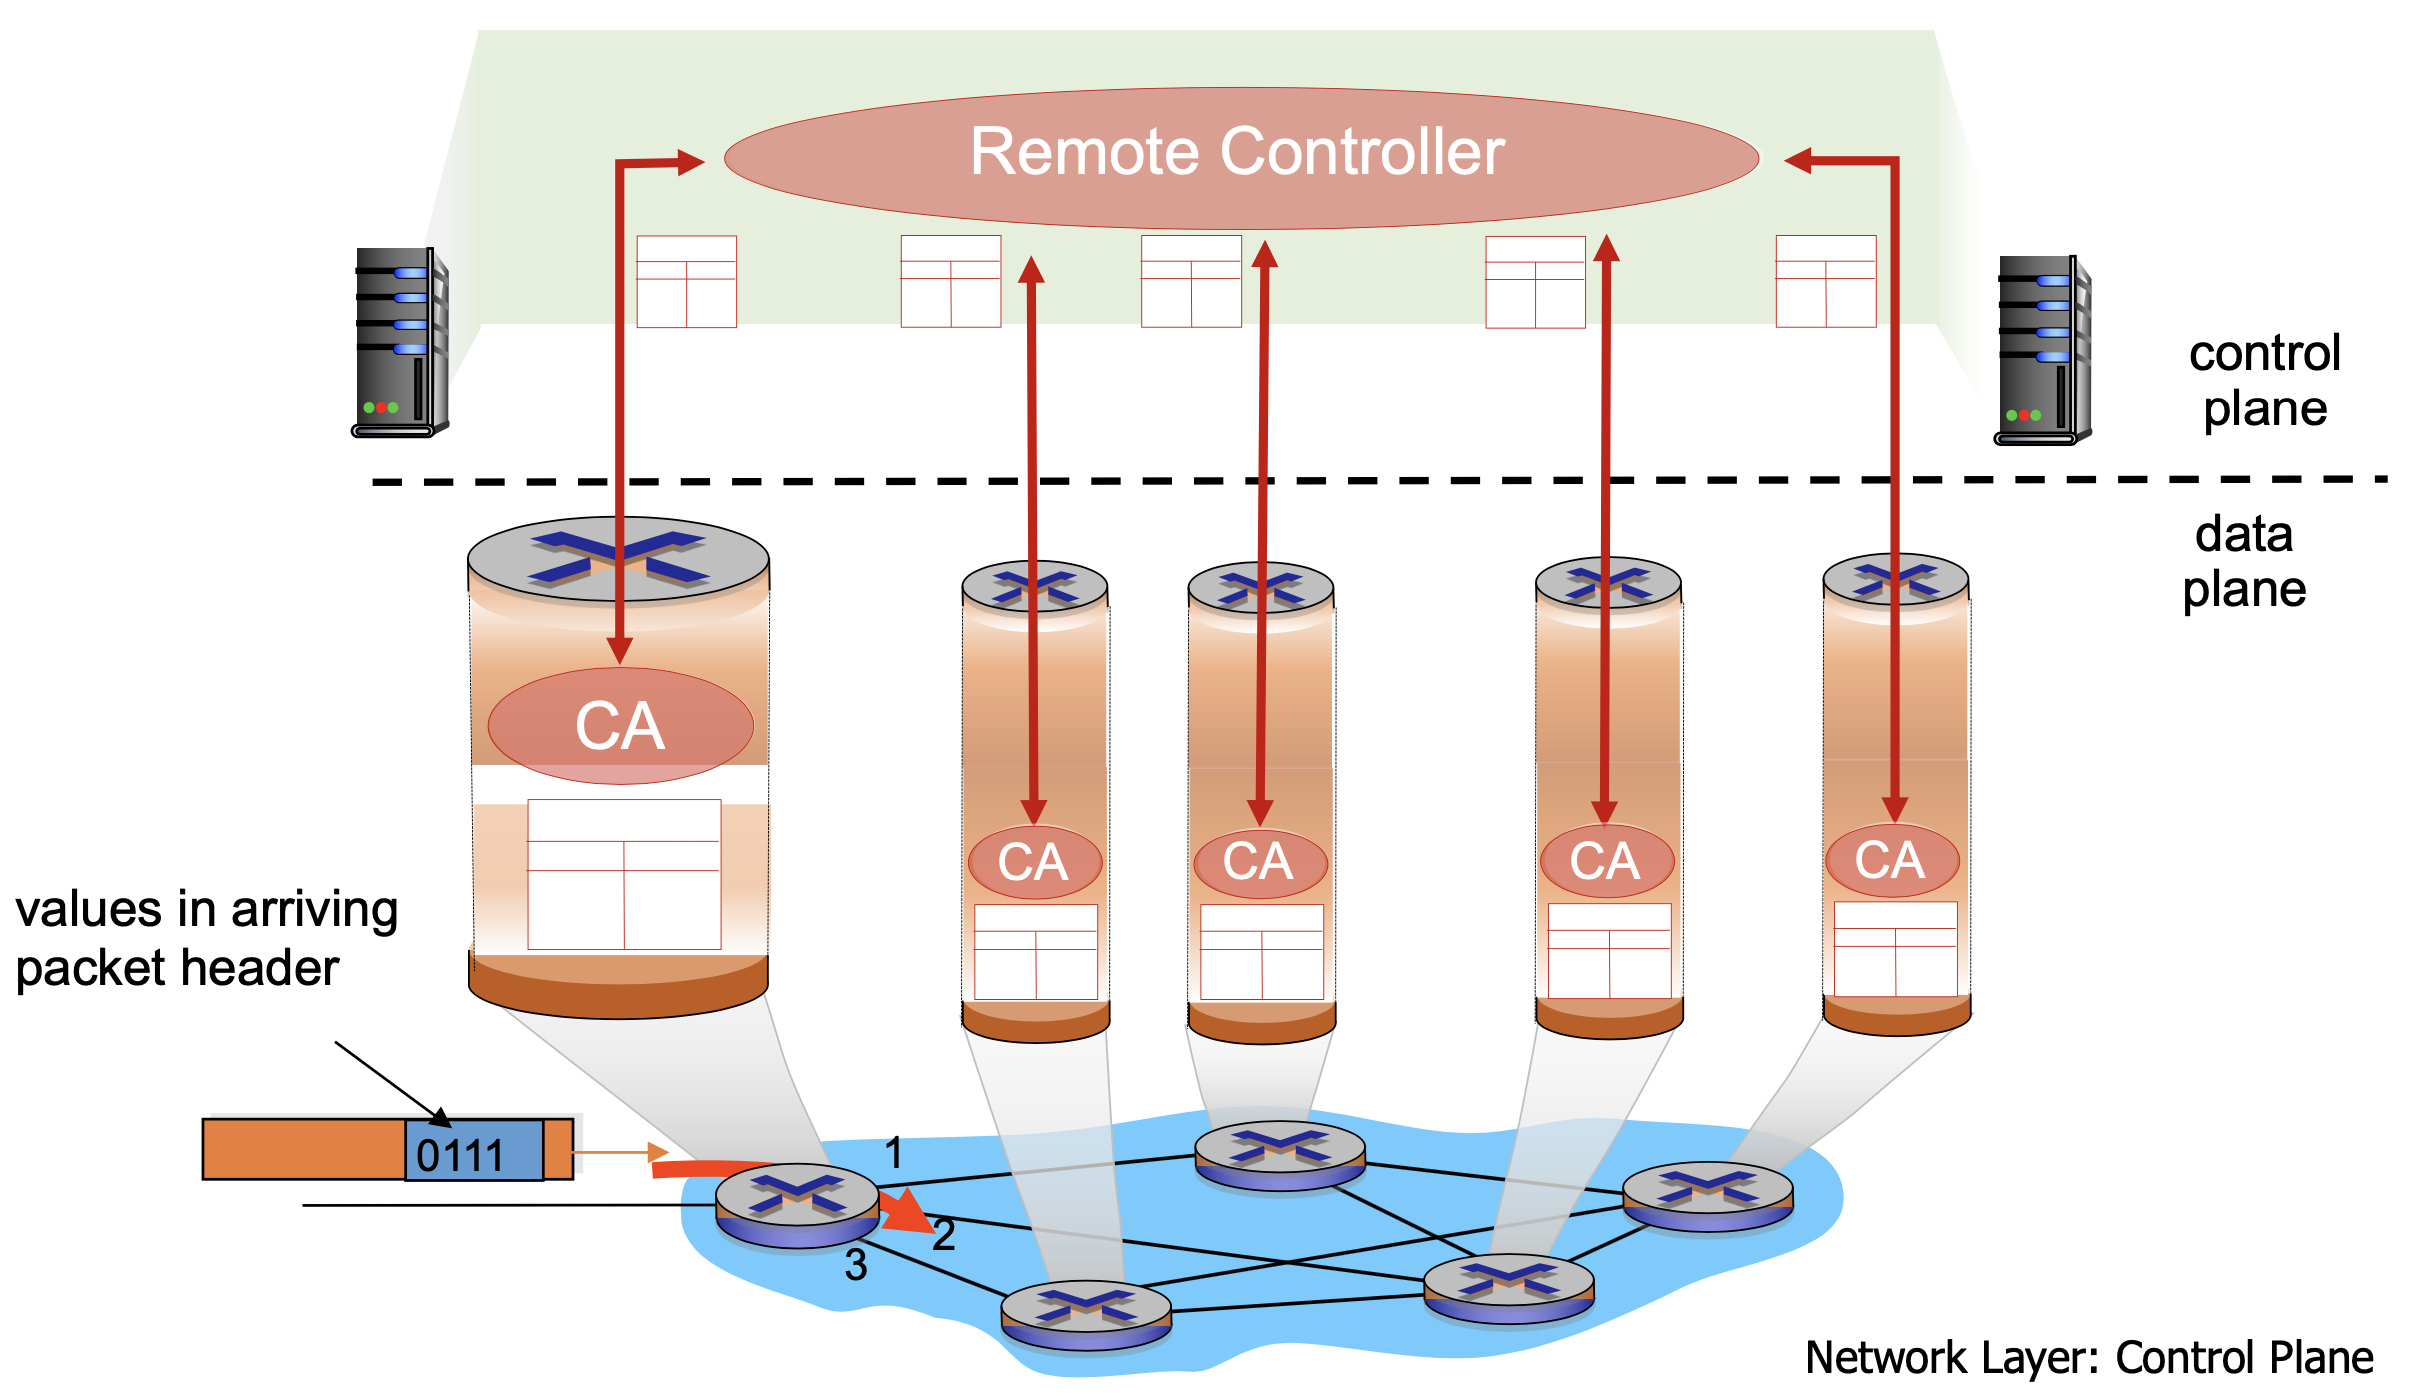 Remote Controller
control
plane
data
plane
CA
CA
CA
CA
CA
values in arriving
packet header
0111
1
2
3
Network Layer: Control Plane